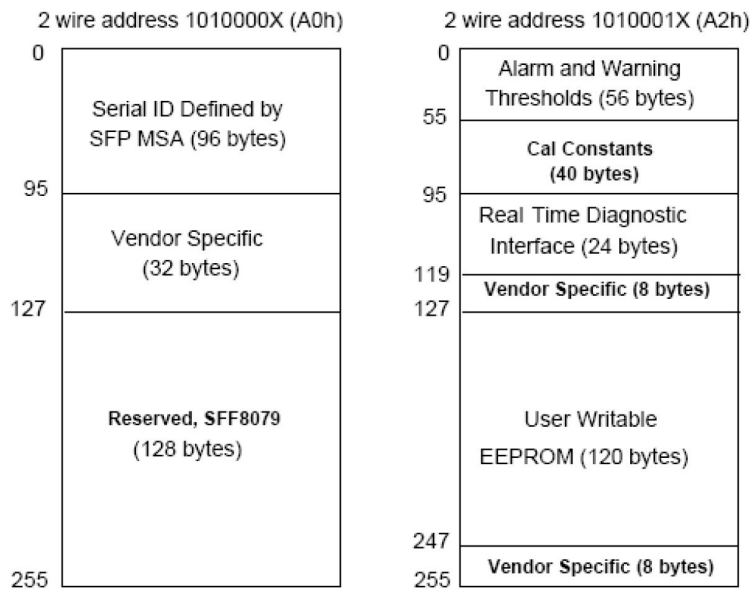 2 wire address 1010000X (A0h)
0
Serial ID Defined by
SFP MSA (96 bytes)
95
Vendor Specific
(32 bytes)
127
Reserved, SFF8079
(128 bytes)
255
2 wire address 1010001X (A2h)
0
Alarm and Warning
Thresholds (56 bytes)
55
Cal Constants
(40 bytes)
95
Real Time Diagnostic
Interface (24 bytes)
119
Vendor Specific (8 bytes)
127
User Writable
EEPROM (120 bytes)
247
Vendor Specific (8 bytes)
255